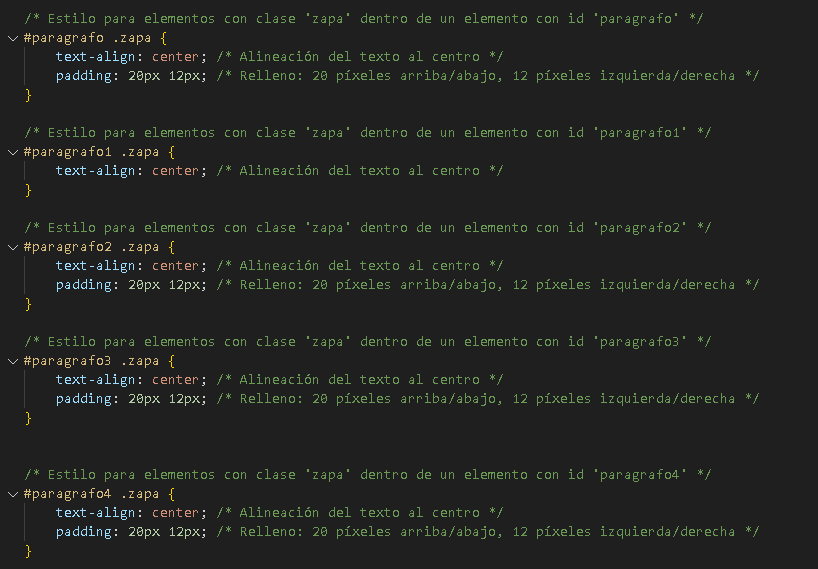 /* Estilo para elementos con clase 'zapa' dentro de un elemento con id 'paragrafo' */
#paragrafo .zapa {
    text-align: center; /* Alineación del texto al centro */
    padding: 20px 12px; /* Relleno: 20 píxeles arriba/abajo, 12 píxeles izquierda/derecha */
}

/* Estilo para elementos con clase 'zapa' dentro de un elemento con id 'paragrafo1' */
#paragrafo1 .zapa {
    text-align: center; /* Alineación del texto al centro */
}

/* Estilo para elementos con clase 'zapa' dentro de un elemento con id 'paragrafo2' */
#paragrafo2 .zapa {
    text-align: center; /* Alineación del texto al centro */
    padding: 20px 12px; /* Relleno: 20 píxeles arriba/abajo, 12 píxeles izquierda/derecha */
}

/* Estilo para elementos con clase 'zapa' dentro de un elemento con id 'paragrafo3' */
#paragrafo3 .zapa {
    text-align: center; /* Alineación del texto al centro */
    padding: 20px 12px; /* Relleno: 20 píxeles arriba/abajo, 12 píxeles izquierda/derecha */
}

/* Estilo para elementos con clase 'zapa' dentro de un elemento con id 'paragrafo4' */
#paragrafo4 .zapa {
    text-align: center; /* Alineación del texto al centro */
    padding: 20px 12px; /* Relleno: 20 píxeles arriba/abajo, 12 píxeles izquierda/derecha */
}